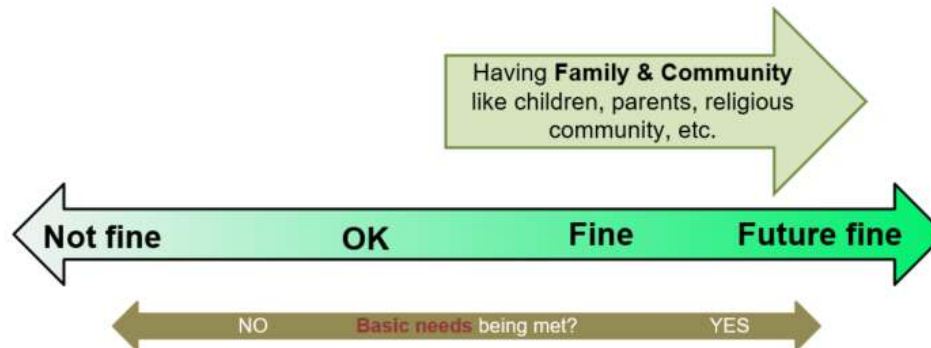 Having Family & Community
like children, parents, religious
community, etc.
Not fine OK Fine Future fine
NO Basic needs being met? YES